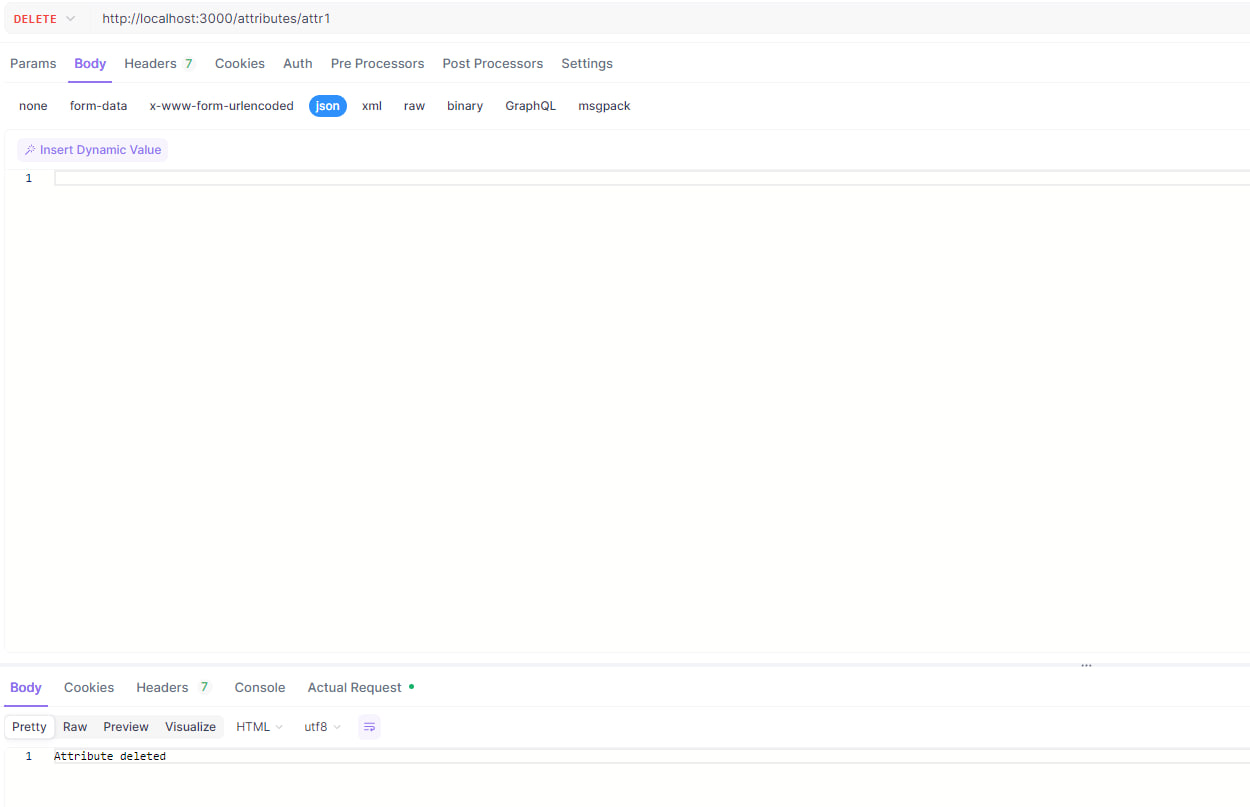 DELETE http://localhost:3000/attributes/attr1
Params Body Headers 7 Cookies Auth Pre Processors Post Processors Settings
none form-data x-www-form-urlencoded json xml raw binary GraphQL msgpack
Insert Dynamic Value
1
...
Body Cookies Headers 7 Console Actual Request
Pretty Raw Preview Visualize HTML utf8
1 Attribute deleted